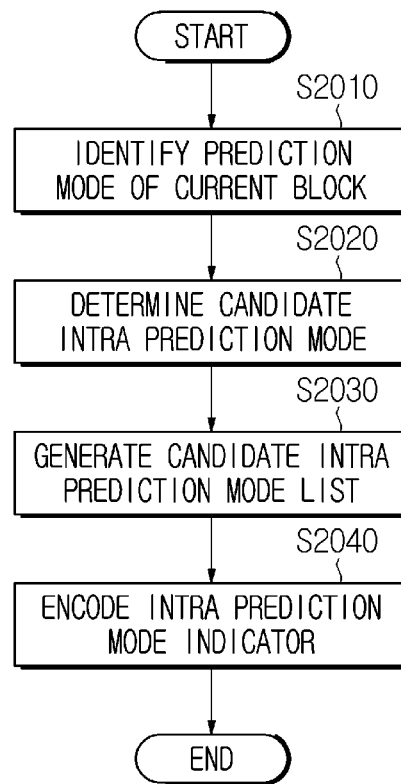 START
S2010
IDENTIFY PREDICTION
MODE OF CURRENT BLOCK
S2020
DETERMINE CANDIDATE
INTRA PREDICTION MODE
S2030
GENERATE CANDIDATE INTRA
PREDICTION MODE LIST
S2040
ENCODE INTRA PREDICTION
MODE INDICATOR
END